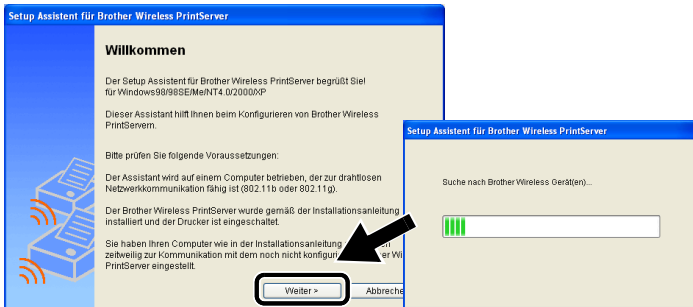 Setup Assistent für Brother Wireless PrintServer
Willkommen
Der Setup Assistent für Brother Wireless PrintServer begrüßt Sie!
für Windows98/98SE/Me/NT4.0/2000/XP
Dieser Assistant hilft Ihnen beim Konfigurieren von Brother Wireless
PrintServern.
Bitte prüfen Sie folgende Voraussetzungen:
Der Assistant wird auf einem Computer betrieben, der zur drahtlosen
Netzwerkkommunikation fähig ist (802.11b oder 802.11g).
Der Brother Wireless PrintServer wurde gemäß der Installationsanleitung
installiert und der Drucker ist eingeschaltet.
Sie haben Ihren Computer wie in der Installationsanleitung
zeitweilig zur Kommunikation mit dem noch nicht
PrintServer eingestellt.
Weiter >
Setup Assistent für Brother Wireless PrintServer
Suche nach Brother Wireless Gerät(en)...